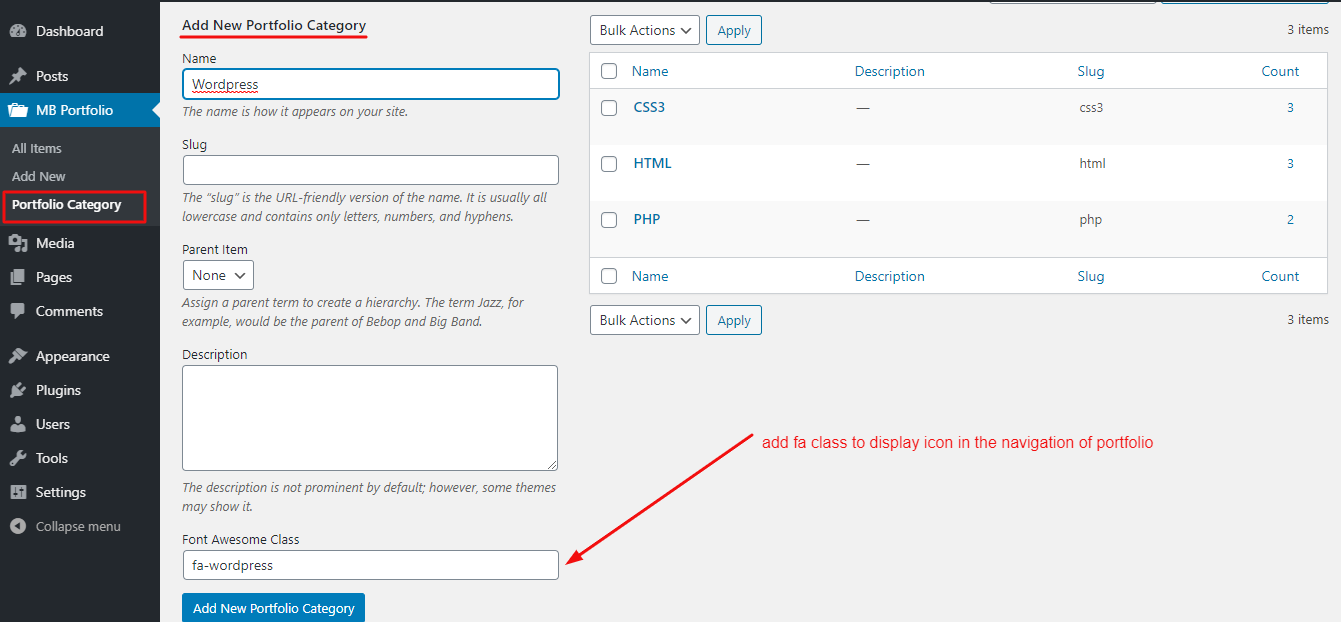 Dashboard
Posts
MB Portfolio
All Items
Add New
Portfolio Category
Media
Pages
Comments
Appearance
Plugins
Users
Tools
Settings
Collapse menu
Add New Portfolio Category
Name
Wordpress
The name is how it appears on your site.
Slug
The “slug” is the URL-friendly version of the name. It is usually all
lowercase and contains only letters, numbers, and hyphens.
Parent Item
None
Assign a parent term to create a hierarchy. The term Jazz, for
example, would be the parent of Bebop and Big Band.
Description
The description is not prominent by default; however, some themes
may show it.
Font Awesome Class
fa-wordpress
Add New Portfolio Category
Bulk Actions Apply 3 items
Name Description Slug Count
CSS3 — css3 3
HTML — html 3
PHP — php 2
Name Description Slug Count
Bulk Actions Apply 3 items
add fa class to display icon in the navigation of portfolio